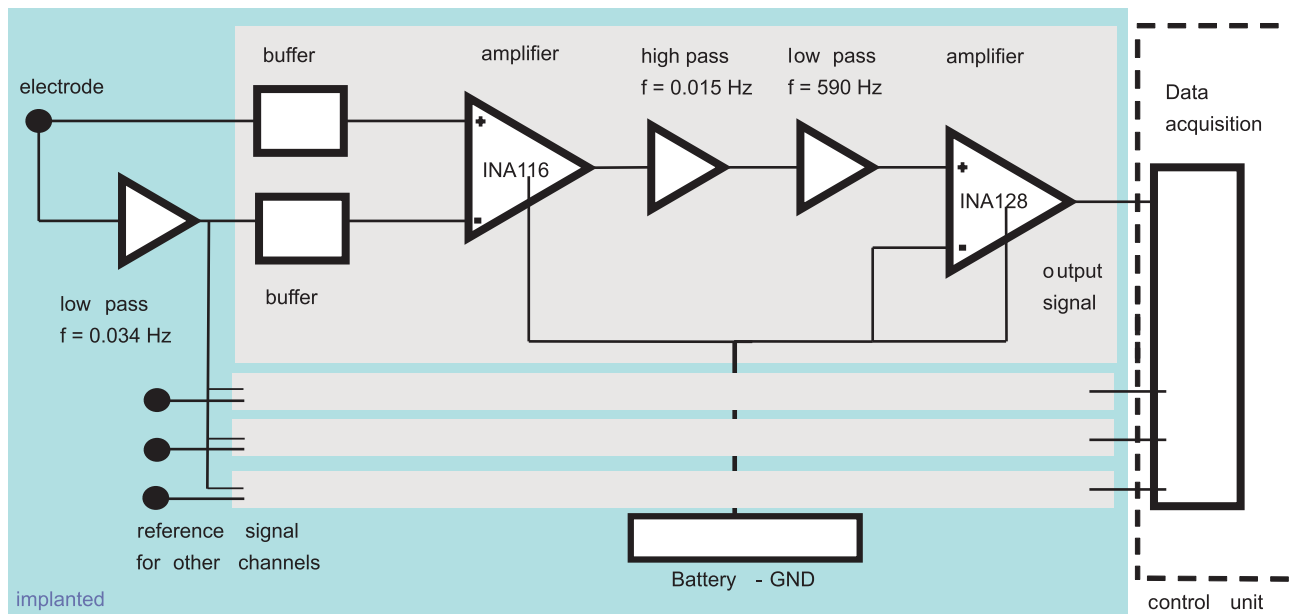 buffer
amplifier
high pass
f = 0.015 Hz
low pass
f = 590 Hz
amplifier
electrode
Data
acquisition
+
INA116
-
+
INA128
-
buffer
low pass
f = 0.034 Hz
output
signal
reference signal
for other channels
Battery - GND
implanted
control unit